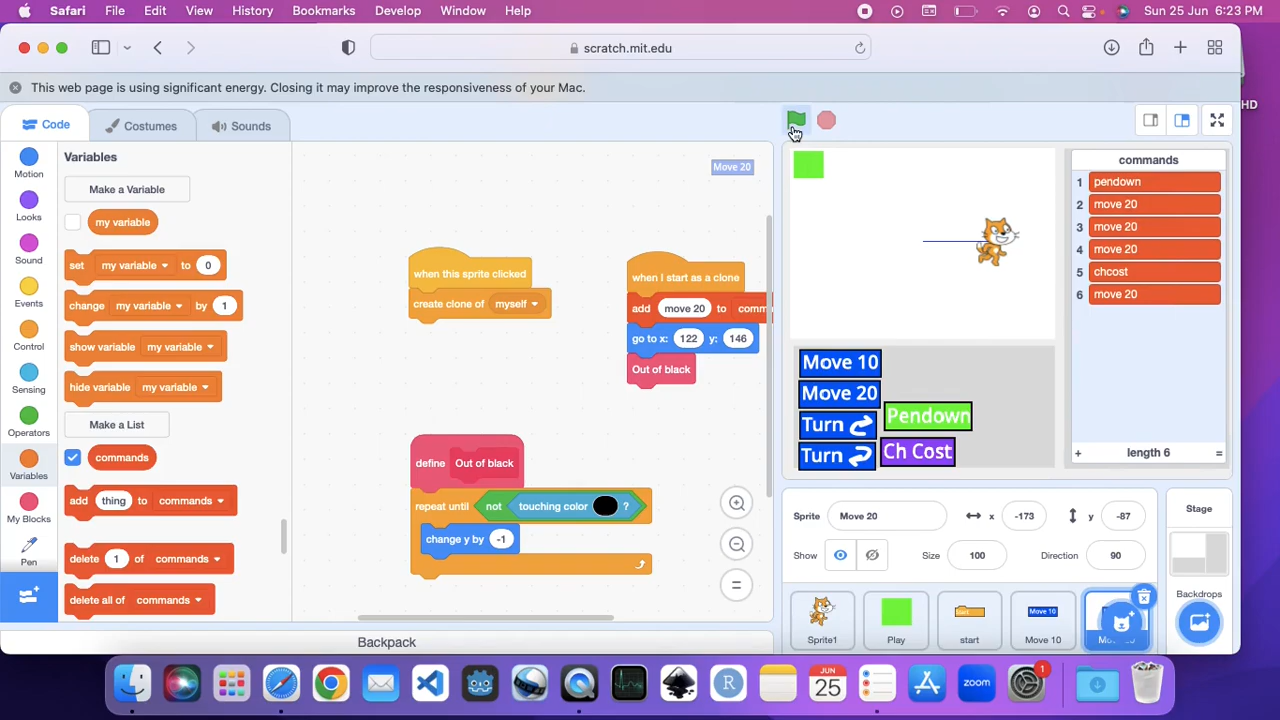 Safari File Edit View History Bookmarks Develop Window Help Sun 25 Jun 6:23 PM
scratch.mit.edu
This web page is using significant energy. Closing it may improve the responsiveness of your Mac.
HD
Code Costumes Sounds
Motion
Looks
Sound
Events
Control
Sensing
Operators
Variables
My Blocks
Pen
Variables
Make a Variable
my variable
set my variable to 0
change my variable by 1
show variable my variable
hide variable my variable
Make a List
commands
add thing to commands
delete 1 of commands
delete all of commands
Move 20
when this sprite clicked
create clone of myself
when I start as a clone
add move 20 to comm
go to x: 122 y: 146
Out of black
define Out of black
repeat until not touching color ?
change y by -1
Backpack
commands
1 pendown
2 move 20
3 move 20
4 move 20
5 chcost
6 move 20
+ length 6 =
Move 10
Move 20
Turn
Turn
Pendown
Ch Cost
Sprite Move 20 x -173 y -87
Show Size 100 Direction 90
Sprite1 Play start Move 10
Stage
Backdrops
JUN
25
R
zoom
1